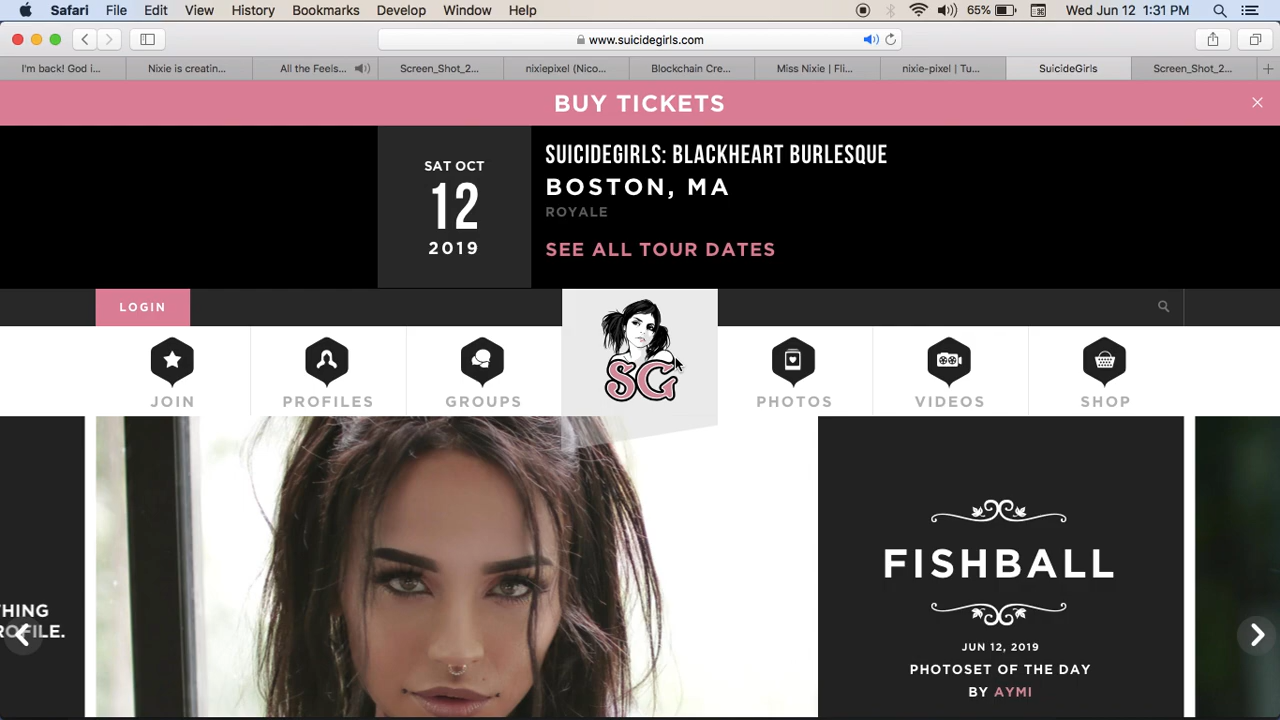 Safari File Edit View History Bookmarks Develop Window Help 65% Wed Jun 12 1:31 PM
www.suicidegirls.com
I'm back! God i... Nixie is creatin... All the Feels... Screen_Shot_2... nixiepixel (Nico... Blockchain Cre... Miss Nixie | Fli... nixie-pixel | Tu... SuicideGirls Screen_Shot_2...
BUY TICKETS
SAT OCT
12
2019
SUICIDEGIRLS: BLACKHEART BURLESQUE
BOSTON, MA
ROYALE
SEE ALL TOUR DATES
LOGIN
SG
JOIN PROFILES GROUPS PHOTOS VIDEOS SHOP
FISHBALL
JUN 12, 2019
PHOTOSET OF THE DAY
BY AYMI